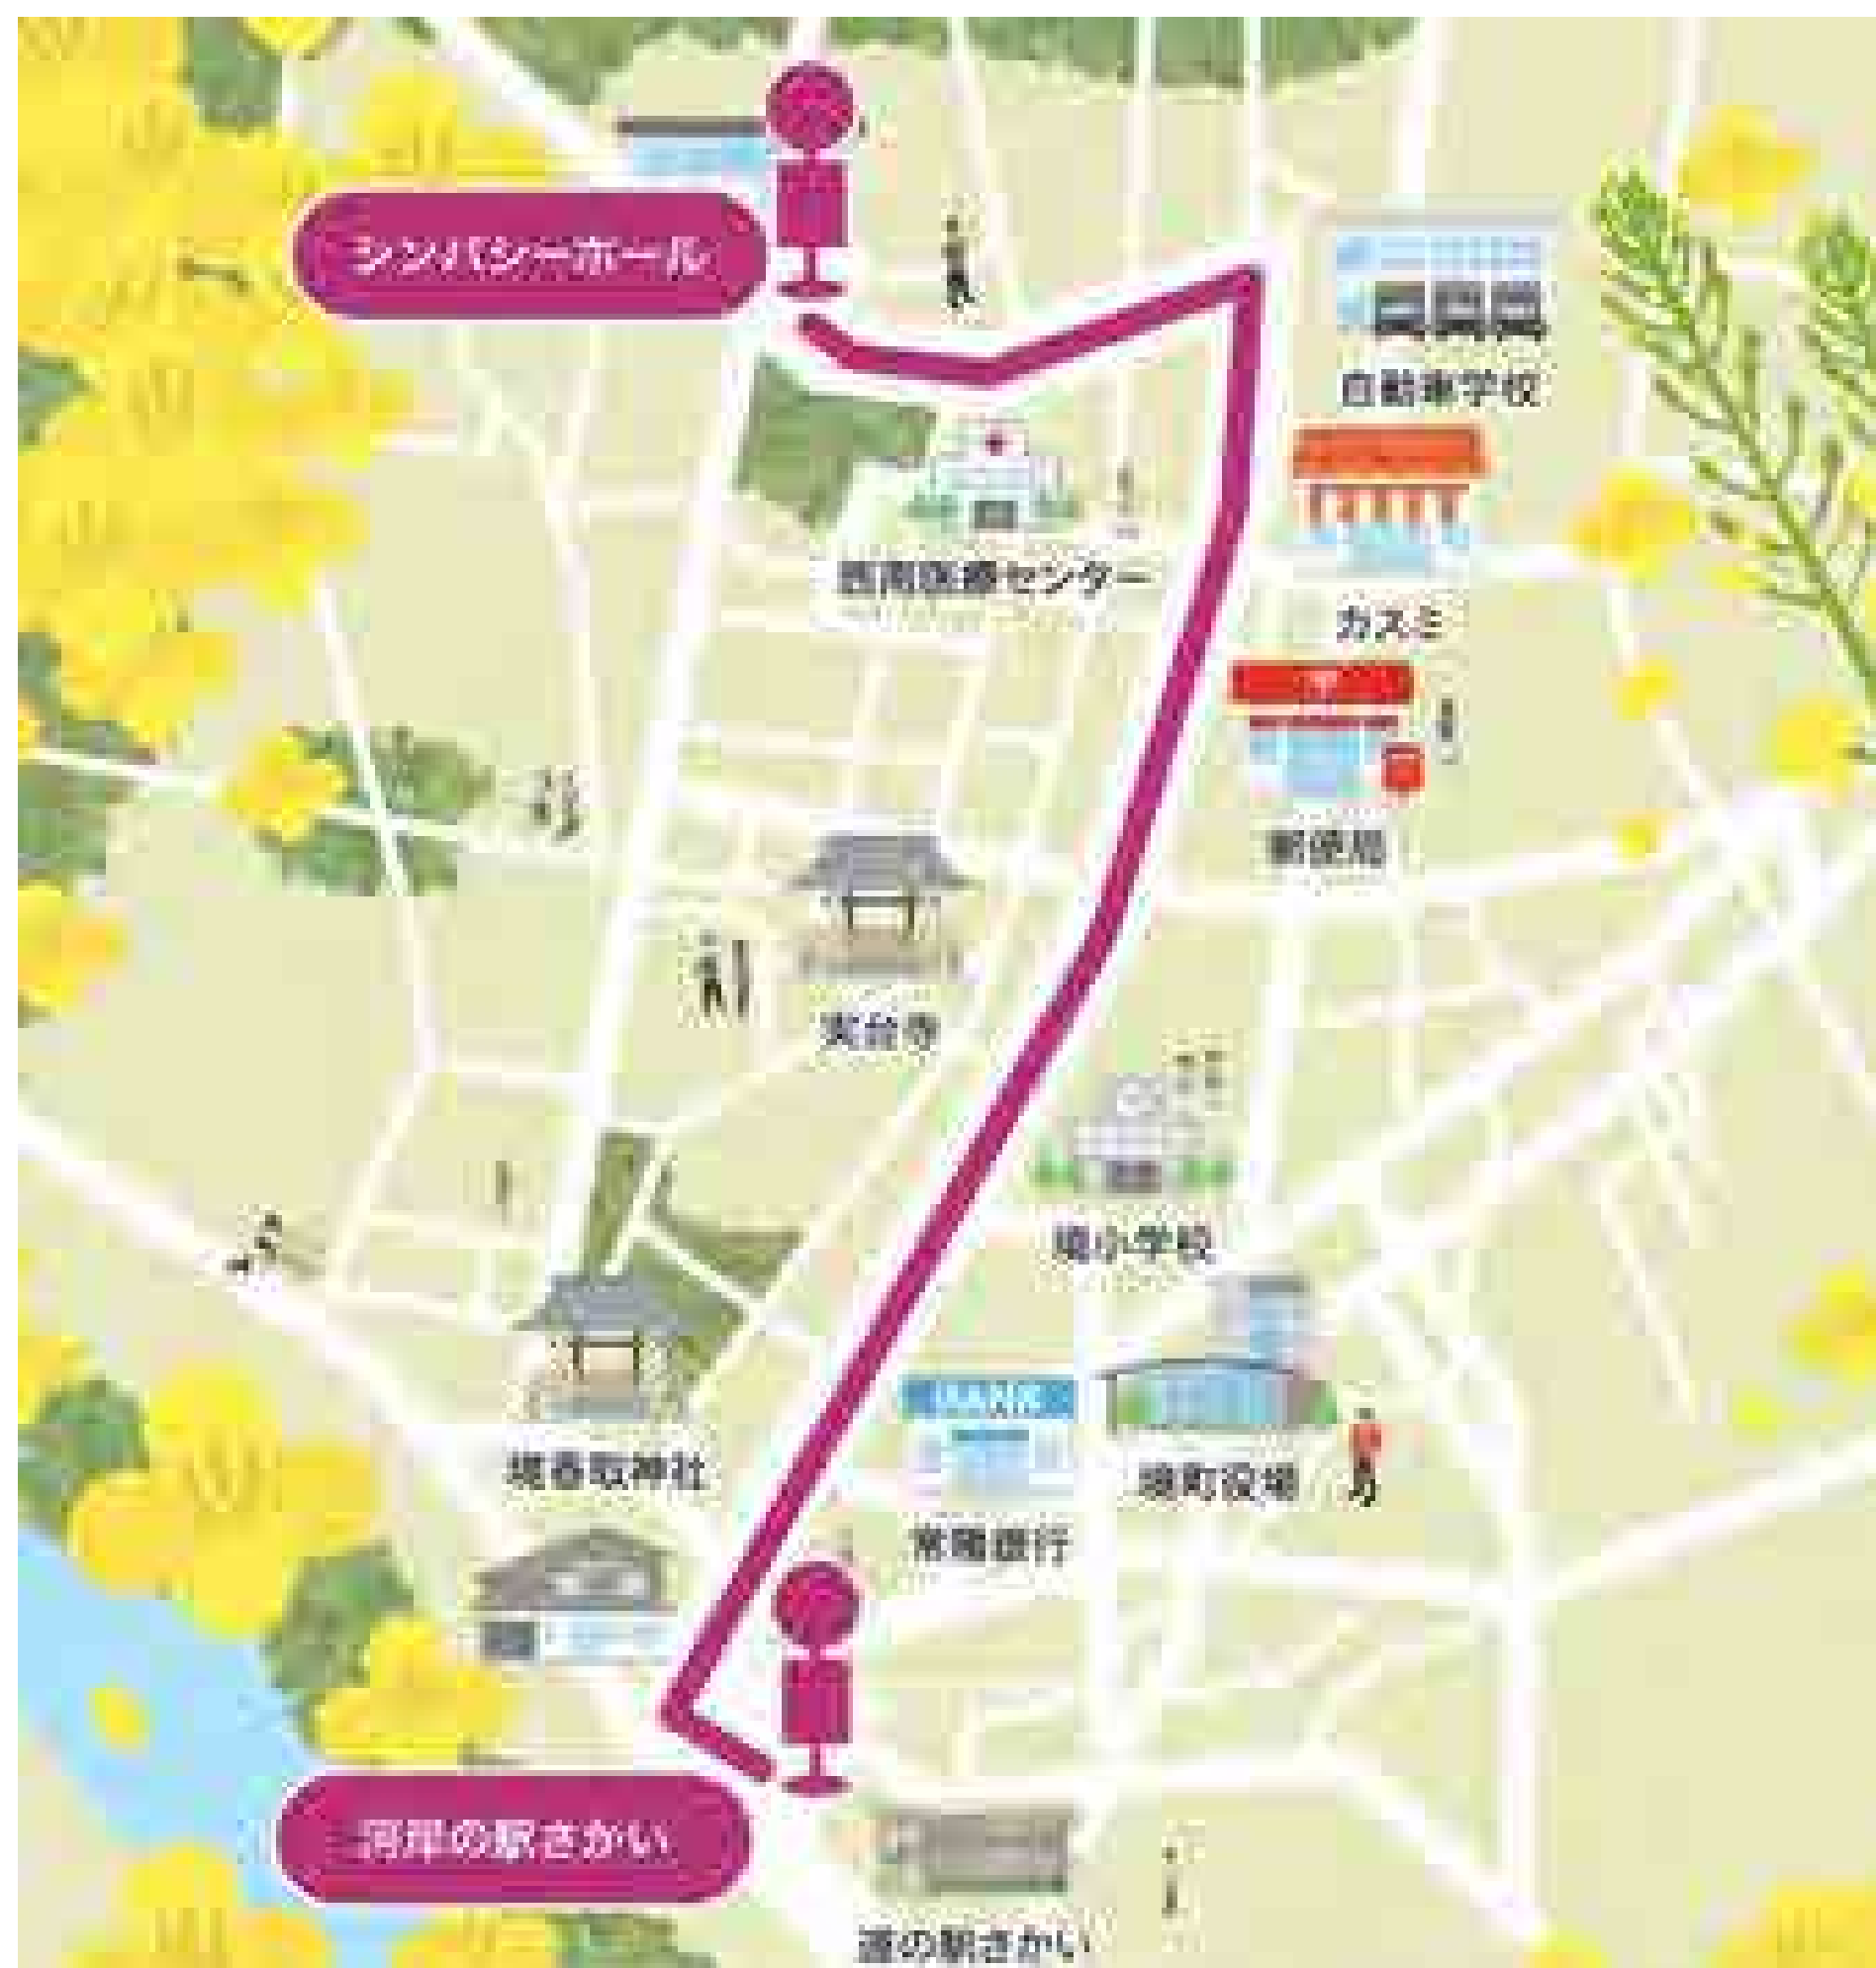 シンパシーホール
自動車学校
西南医療センター
カスミ
郵便局
実台寺
境小学校
境香取神社
BANK
境町役場
常陽銀行
河岸の駅さかい
道の駅さかい